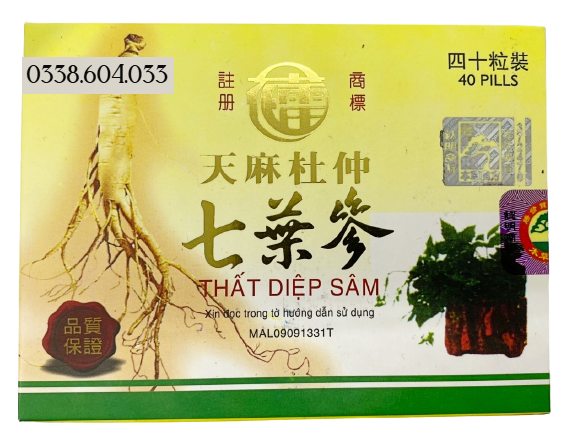 0338.604.033
四十粒裝
40 PILLS
註冊
商標
天麻杜仲
七葉參
THẤT DIỆP SÂM
Xin đọc trong tờ hướng dẫn sử dụng
MAL09091331T
品質
保證